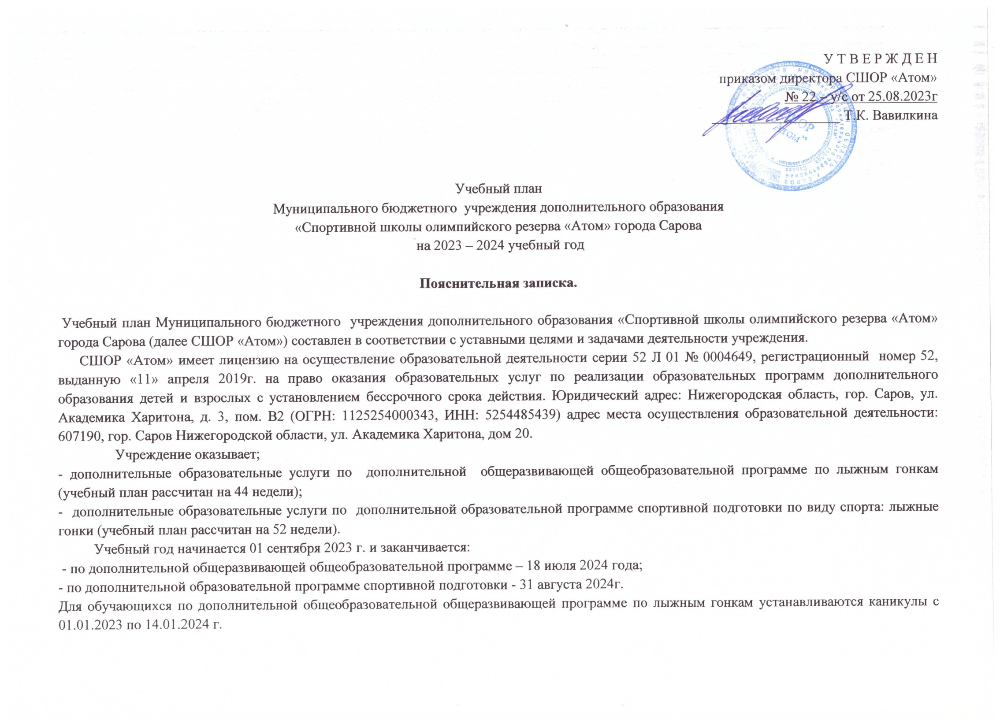 У Т В Е Р Ж Д Е Н
приказом директора СШОР «Атом»
№ 22 – у/с от 25.08.2023г
Т.К. Вавилкина
Учебный план
Муниципального бюджетного учреждения дополнительного образования
«Спортивной школы олимпийского резерва «Атом» города Сарова
на 2023 – 2024 учебный год
Пояснительная записка.
Учебный план Муниципального бюджетного учреждения дополнительного образования «Спортивной школы олимпийского резерва «Атом»
города Сарова (далее СШОР «Атом») составлен в соответствии с уставными целями и задачами деятельности учреждения.
СШОР «Атом» имеет лицензию на осуществление образовательной деятельности серии 52 Л 01 № 0004649, регистрационный номер 52,
выданную «11» апреля 2019г. на право оказания образовательных услуг по реализации образовательных программ дополнительного
образования детей и взрослых с установлением бессрочного срока действия. Юридический адрес: Нижегородская область, гор. Саров, ул.
Академика Харитона, д. 3, пом. В2 (ОГРН: 1125254000343, ИНН: 5254485439) адрес места осуществления образовательной деятельности:
607190, гор. Саров Нижегородской области, ул. Академика Харитона, дом 20.
Учреждение оказывает;
- дополнительные образовательные услуги по дополнительной общеразвивающей общеобразовательной программе по лыжным гонкам
(учебный план рассчитан на 44 недели);
- дополнительные образовательные услуги по дополнительной образовательной программе спортивной подготовки по виду спорта: лыжные
гонки (учебный план рассчитан на 52 недели).
Учебный год начинается 01 сентября 2023 г. и заканчивается:
- по дополнительной общеразвивающей общеобразовательной программе – 18 июля 2024 года;
- по дополнительной образовательной программе спортивной подготовки - 31 августа 2024г.
Для обучающихся по дополнительной общеобразовательной общеразвивающей программе по лыжным гонкам устанавливаются каникулы с
01.01.2023 по 14.01.2024 г.